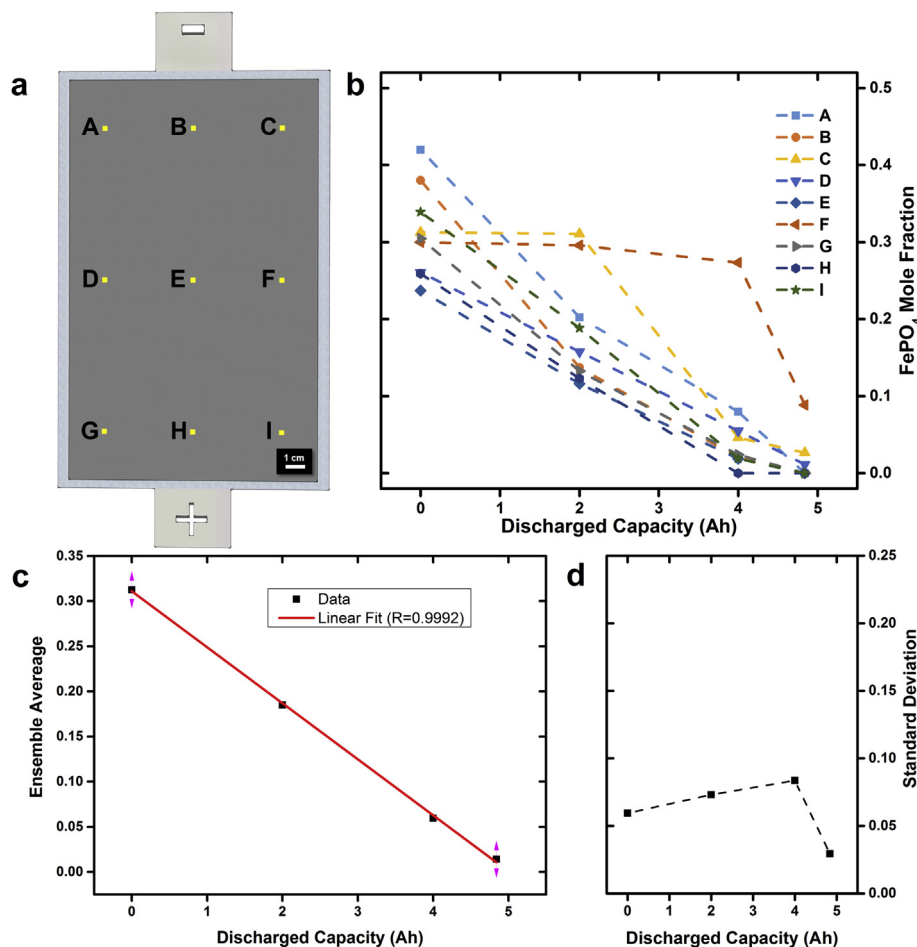 a
A B C
D E F
G H I
1 cm
b
0.5
0.4
0.3
0.2
0.1
0.0
FePO₄ Mole Fraction
A
B
C
D
E
F
G
H
I
0 1 2 3 4 5
Discharged Capacity (Ah)
c
0.35
0.30
0.25
0.20
0.15
0.10
0.05
0.00
Ensemble Avereage
Data
Linear Fit (R=0.9992)
0 1 2 3 4 5
Discharged Capacity (Ah)
d
0.25
0.20
0.15
0.10
0.05
0.00
Standard Deviation
0 1 2 3 4 5
Discharged Capacity (Ah)